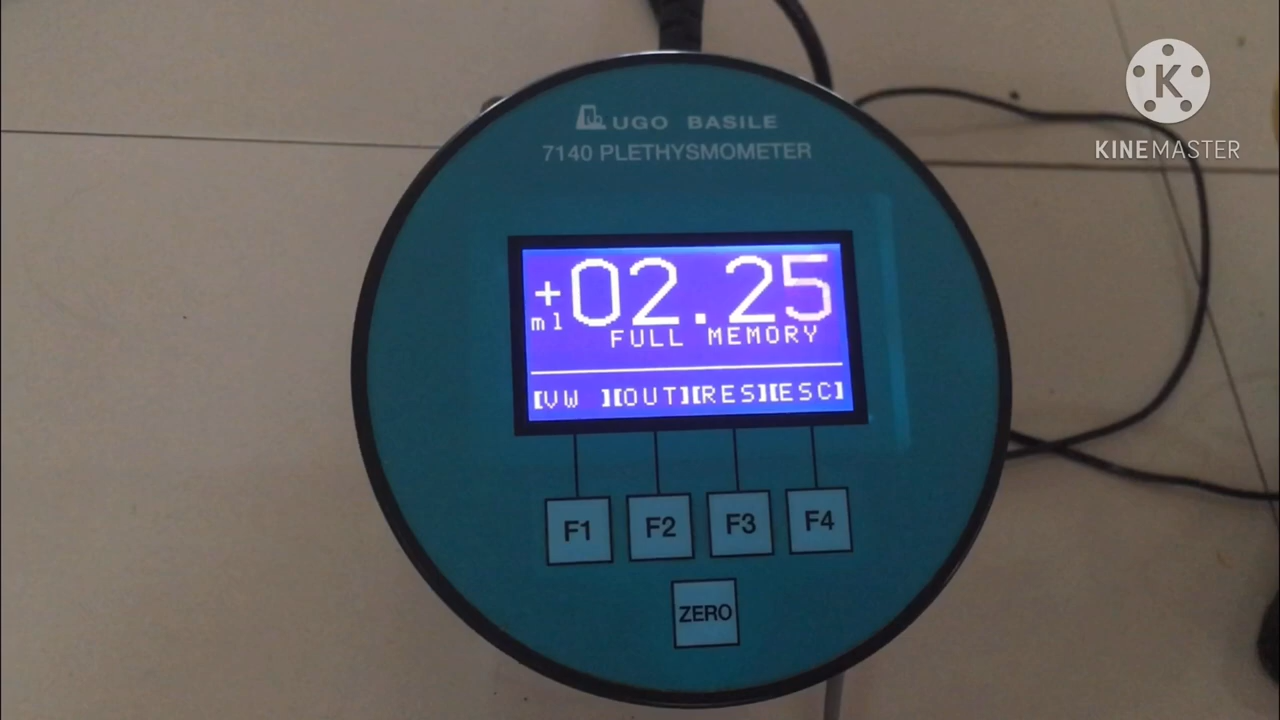 UGO BASILE
7140 PLETHYSMOMETER
+02.25
ml
FULL MEMORY
[VW ][OUT][RES][ESC]
F1 F2 F3 F4
ZERO
K
KINEMASTER